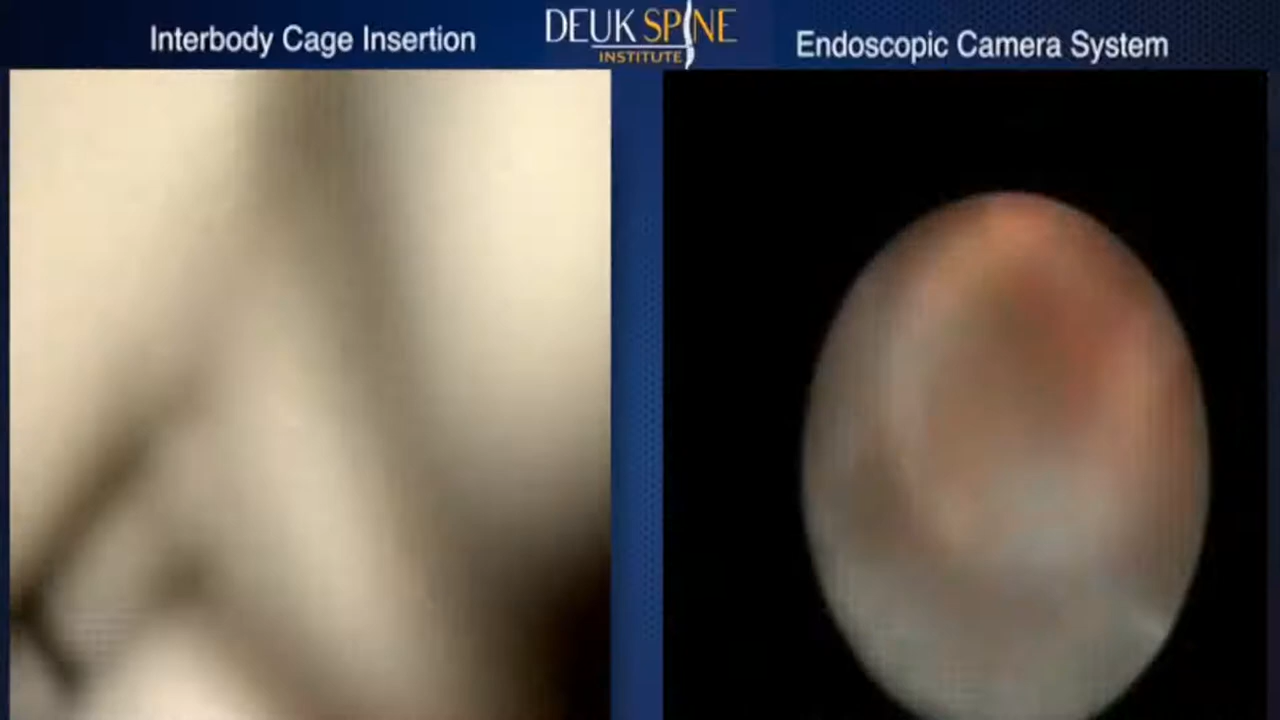 Interbody Cage Insertion
DEUK SPINE
INSTITUTE
Endoscopic Camera System